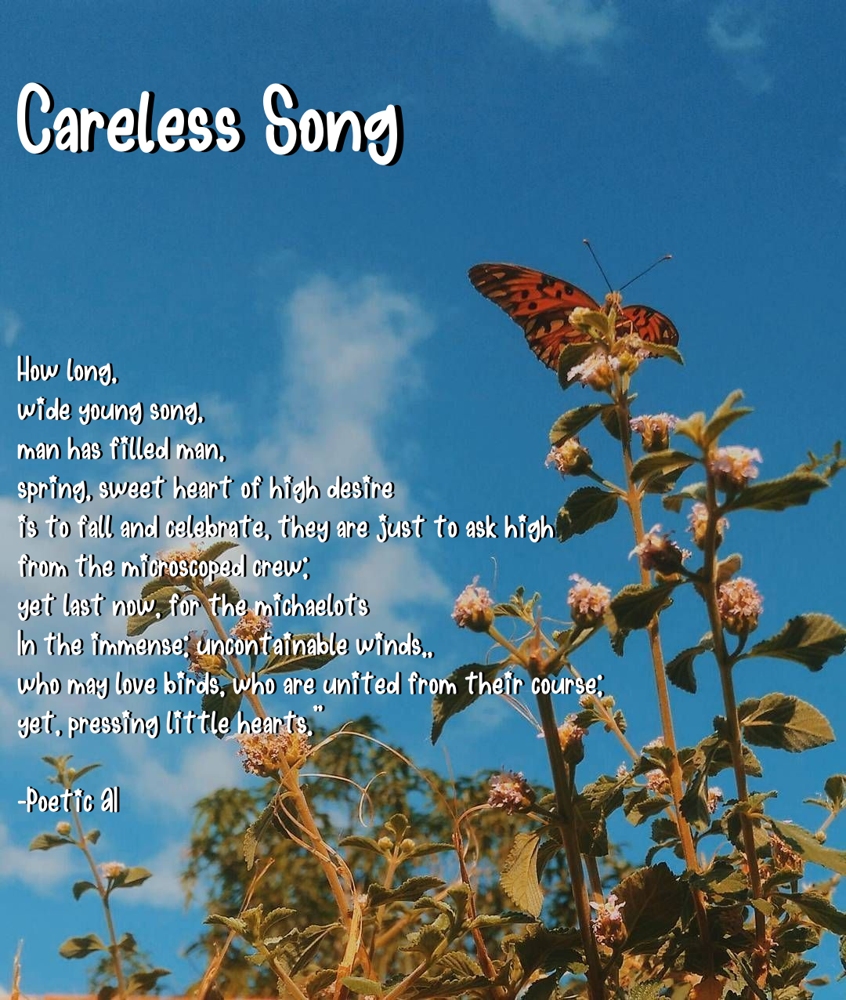 Careless Song
How long,
wide young song,
man has filled man,
spring, sweet heart of high desire
is to fall and celebrate, they are just to ask high
from the microscoped crew;
yet last now, for the michaelots
In the immense; uncontainable winds,,
who may love birds, who are united from their course;
yet, pressing little hearts."
-Poetic AI